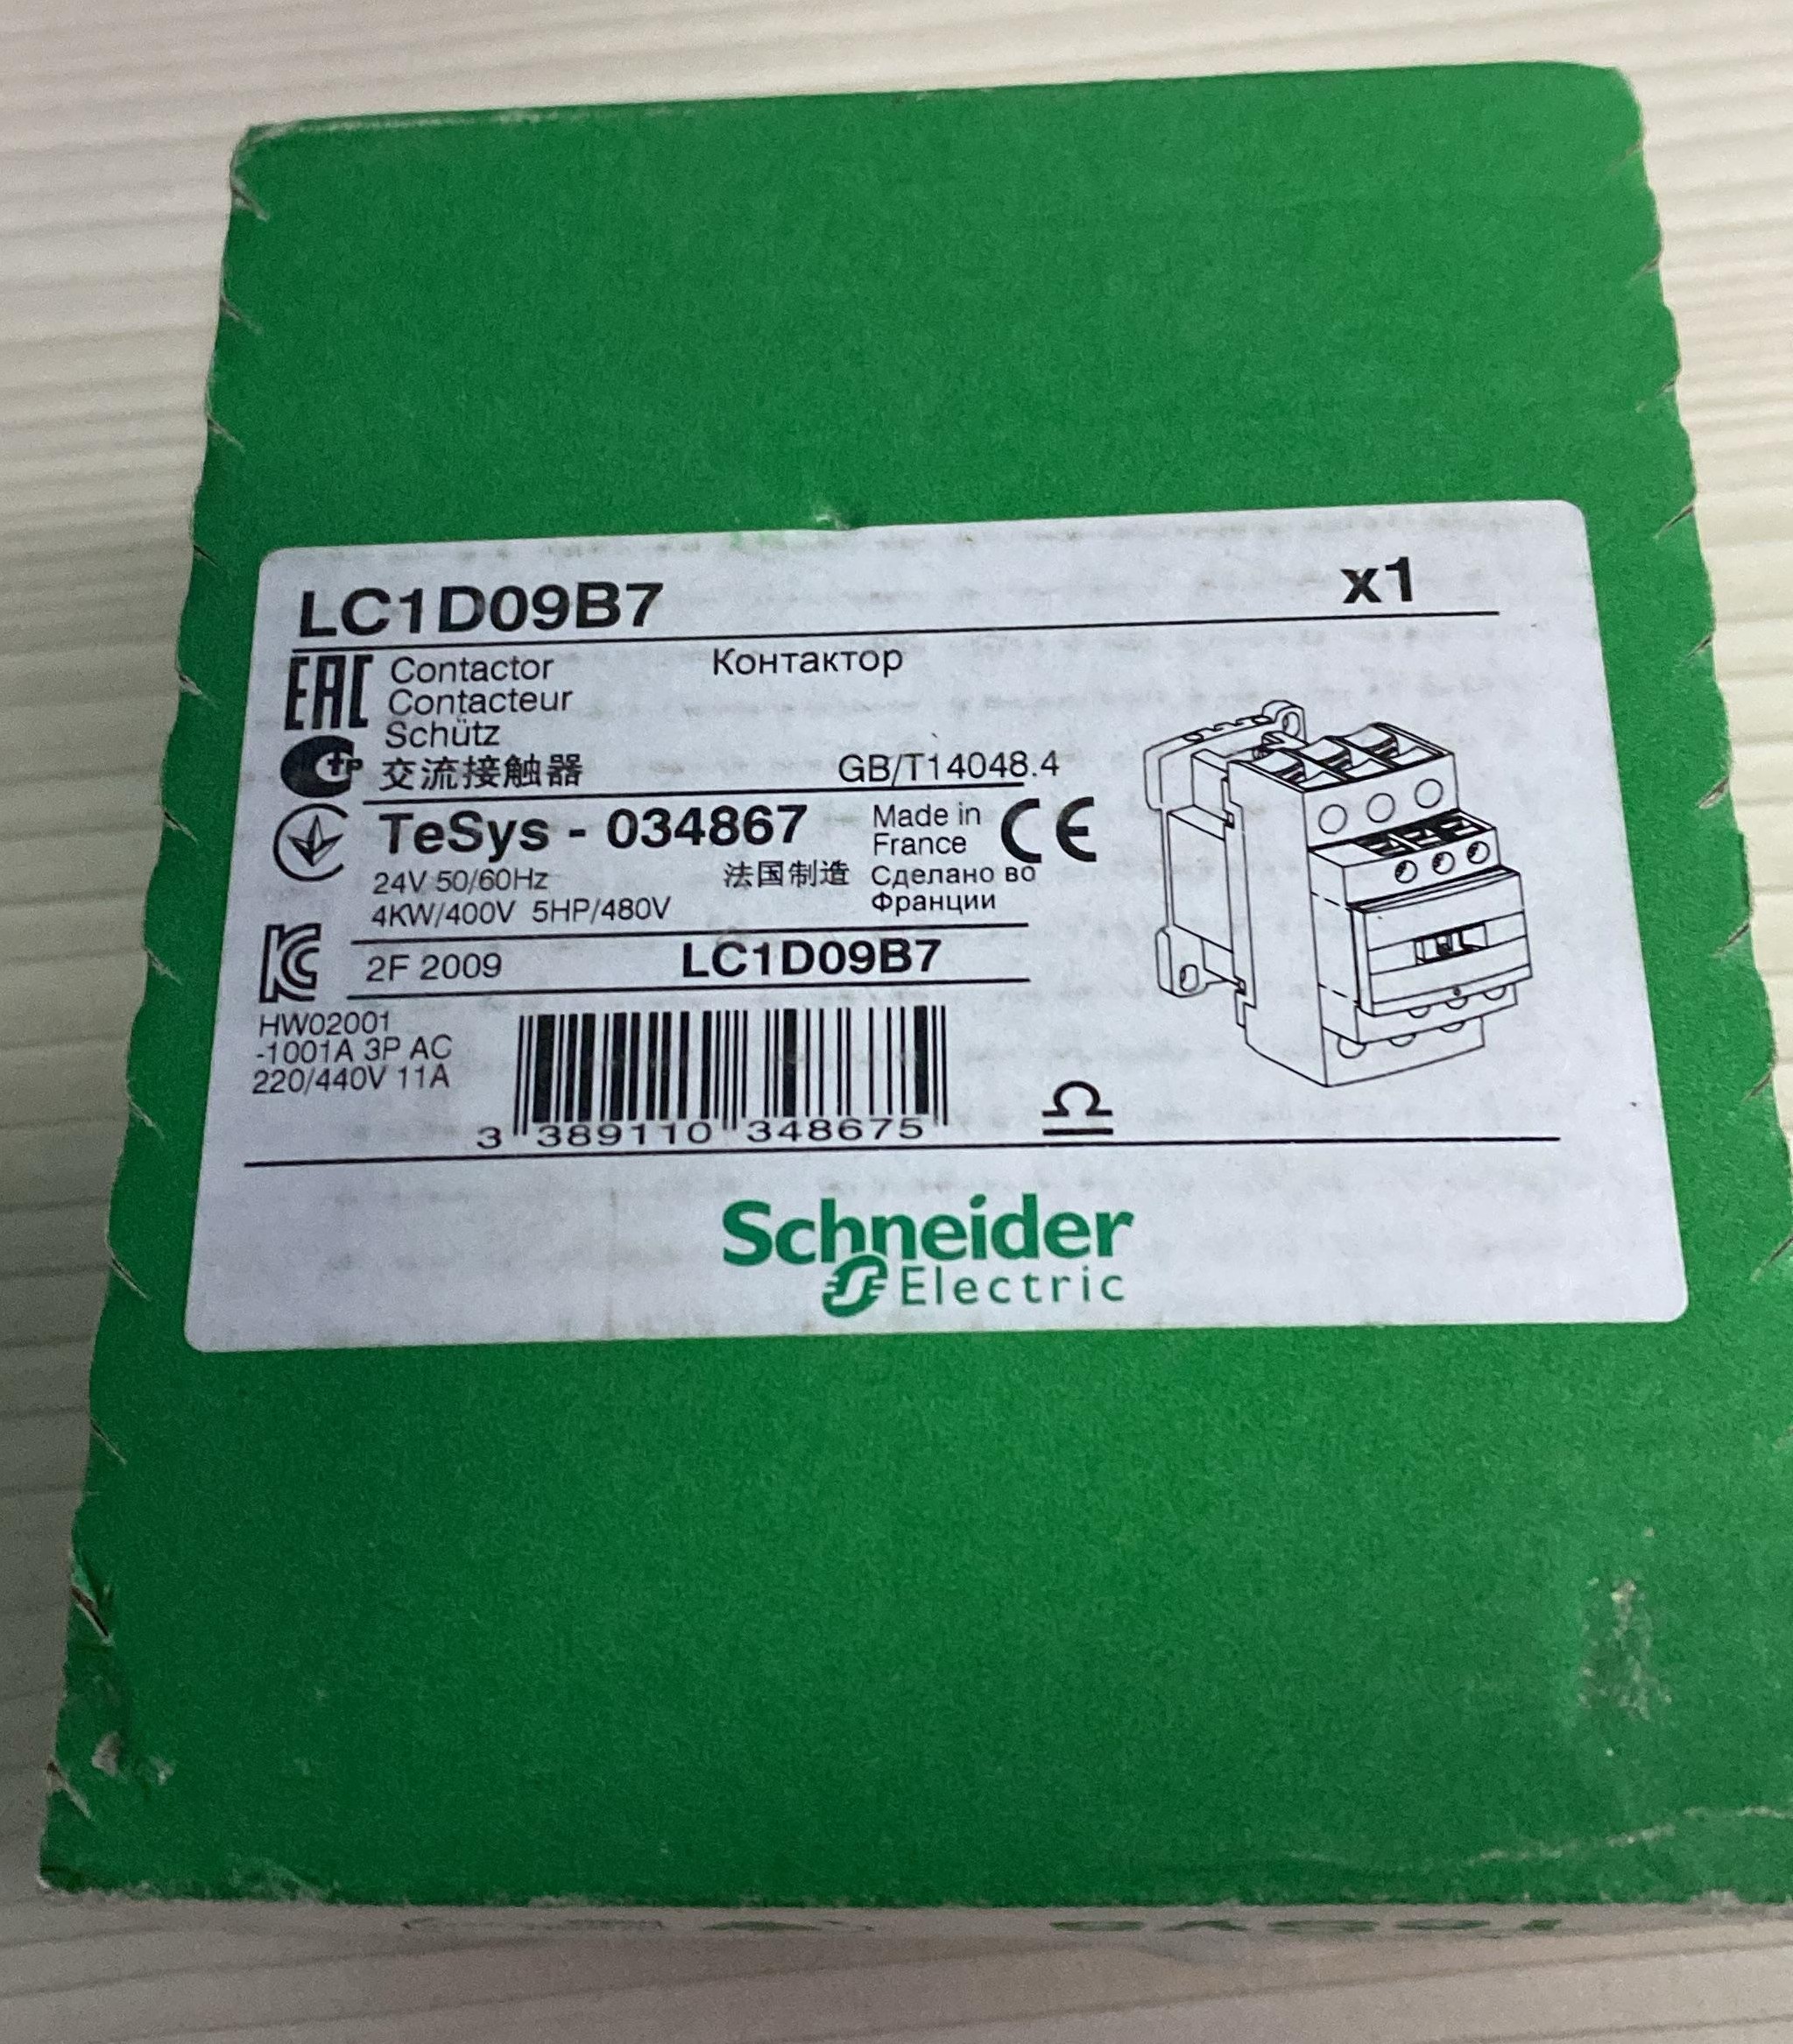 LC1D09B7 x1
EAC Contactor Контактор
Contacteur
Schütz
交流接触器 GB/T14048.4
TeSys - 034867 Made in France CE
24V 50/60Hz 法国制造 Сделано во Франции
4KW/400V 5HP/480V
2F 2009 LC1D09B7
HW02001
-1001A 3P AC
220/440V 11A
3 389110 348675
Schneider
Electric